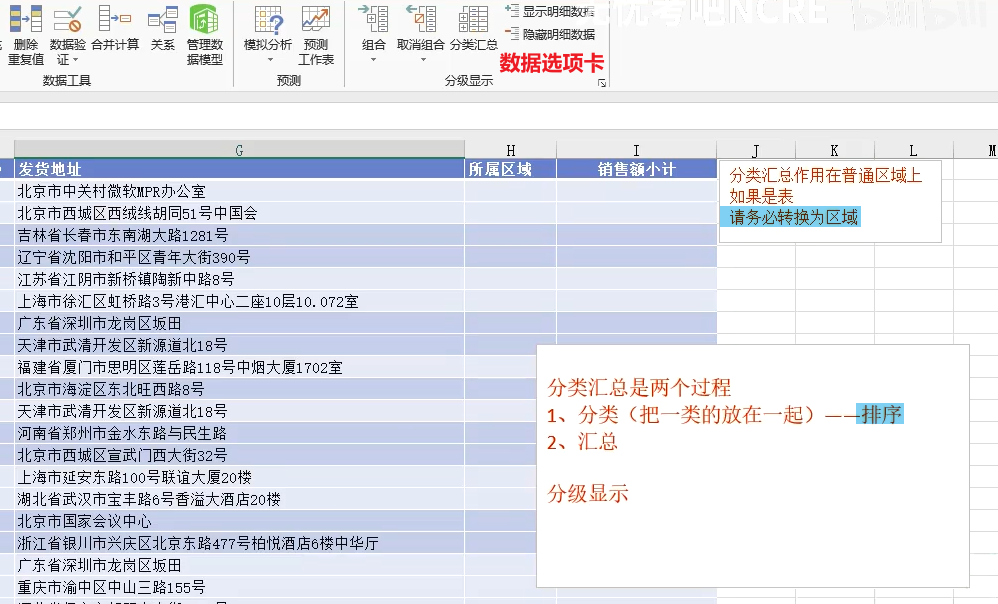 删除
重复值
数据验
证
合并计算
关系
管理数
据模型
数据工具
模拟分析
预测
工作表
预测
组合
取消组合
分类汇总
显示明细数据
隐藏明细数据
分级显示
数据选项卡
NCRE
bilibili
G H I J K L M
发货地址 所属区域 销售额小计
北京市中关村微软MPR办公室
北京市西城区西绒线胡同51号中国会
吉林省长春市东南湖大路1281号
辽宁省沈阳市和平区青年大街390号
江苏省江阴市新桥镇陶新中路8号
上海市徐汇区虹桥路3号港汇中心二座10层10.072室
广东省深圳市龙岗区坂田
天津市武清开发区新源道北18号
福建省厦门市思明区莲岳路118号中烟大厦1702室
北京市海淀区东北旺西路8号
天津市武清开发区新源道北18号
河南省郑州市金水东路与民生路
北京市西城区宣武门西大街32号
上海市延安东路100号联谊大厦20楼
湖北省武汉市宝丰路6号香溢大酒店20楼
北京市国家会议中心
浙江省银川市兴庆区北京东路477号柏悦酒店6楼中华厅
广东省深圳市龙岗区坂田
重庆市渝中区中山三路155号
分类汇总作用在普通区域上
如果是表
请务必转换为区域
分类汇总是两个过程
1、分类（把一类的放在一起）——排序
2、汇总
分级显示